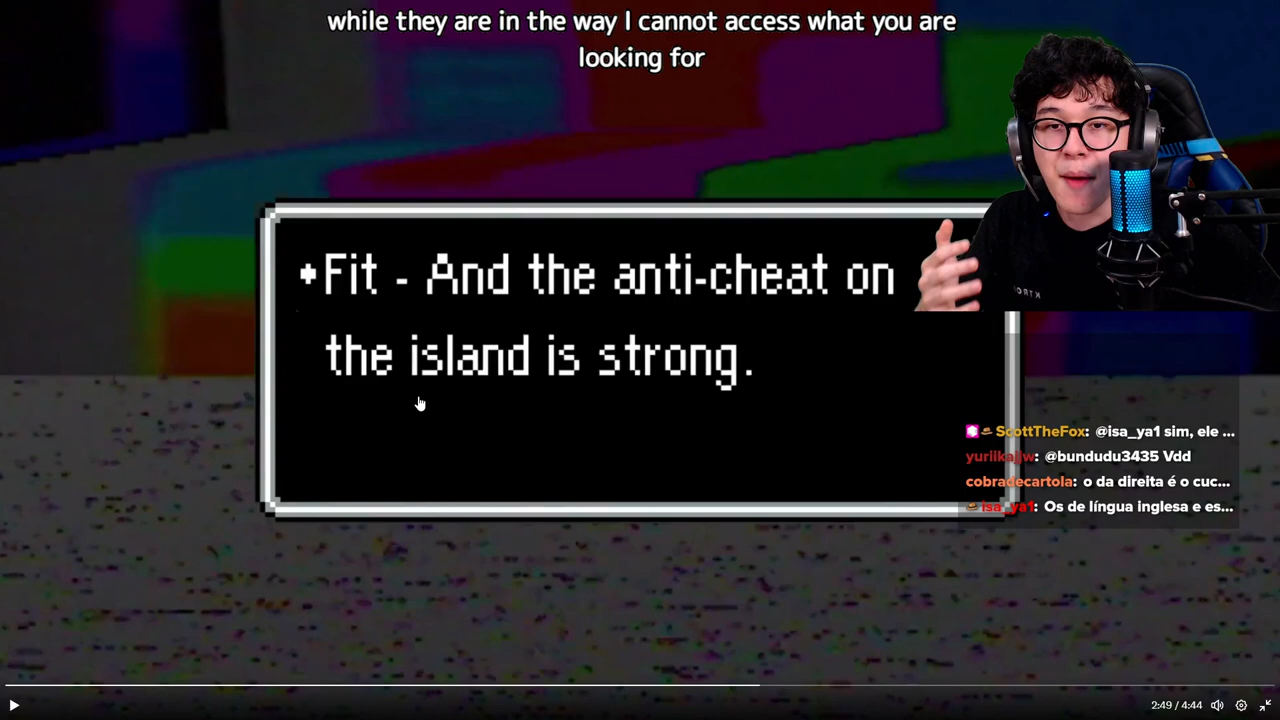 while they are in the way I cannot access what you are
looking for
Fit - And the anti-cheat on
the island is strong.
ScottTheFox: @isa_ya1 sim, ele ...
yuriikajjw: @bundudu3435 Vdd
cobradecartola: o da direita é o cuc...
isa_ya1: Os de língua inglesa e es...
2:49 / 4:44